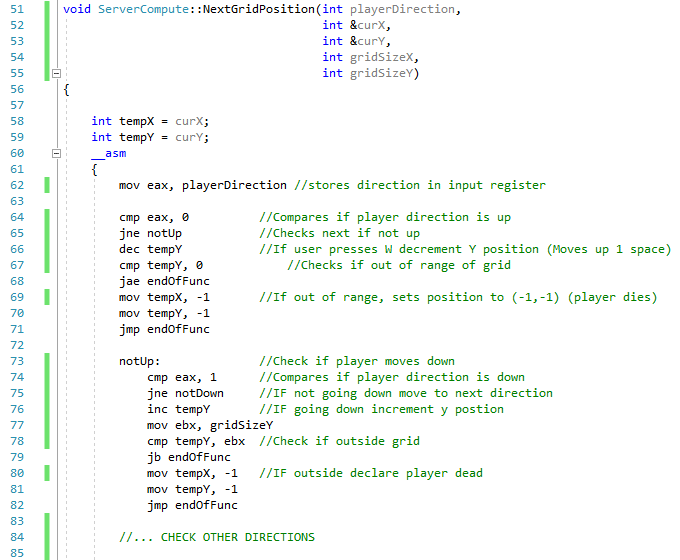 51 void ServerCompute::NextGridPosition(int playerDirection,
52 int &curX,
53 int &curY,
54 int gridSizeX,
55 int gridSizeY)
56 {
57
58 int tempX = curX;
59 int tempY = curY;
60 __asm
61 {
62 mov eax, playerDirection //stores direction in input register
63
64 cmp eax, 0 //Compares if player direction is up
65 jne notUp //Checks next if not up
66 dec tempY //If user presses W decrement Y position (Moves up 1 space)
67 cmp tempY, 0 //Checks if out of range of grid
68 jae endOfFunc
69 mov tempX, -1 //If out of range, sets position to (-1,-1) (player dies)
70 mov tempY, -1
71 jmp endOfFunc
72
73 notUp: //Check if player moves down
74 cmp eax, 1 //Compares if player direction is down
75 jne notDown //IF not going down move to next direction
76 inc tempY //IF going down increment y postion
77 mov ebx, gridSizeY
78 cmp tempY, ebx //Check if outside grid
79 jb endOfFunc
80 mov tempX, -1 //IF outside declare player dead
81 mov tempY, -1
82 jmp endOfFunc
83
84 //... CHECK OTHER DIRECTIONS
85